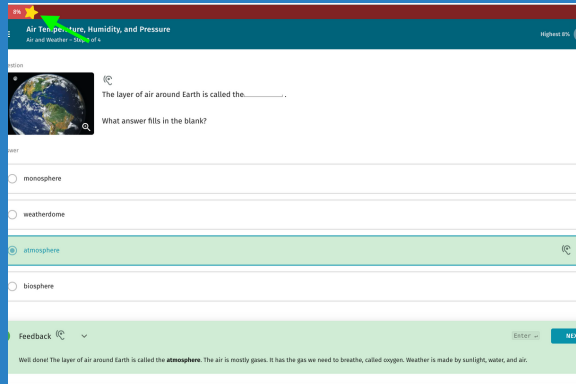 8%
Air Temperature, Humidity, and Pressure
Air and Weather – Step of 4
Highest 8%
The layer of air around Earth is called the .
What answer fills in the blank?
monosphere
weatherdome
atmosphere
biosphere
Feedback
Enter
Well done! The layer of air around Earth is called the atmosphere. The air is mostly gases. It has the gas we need to breathe, called oxygen. Weather is made by sunlight, water, and air.